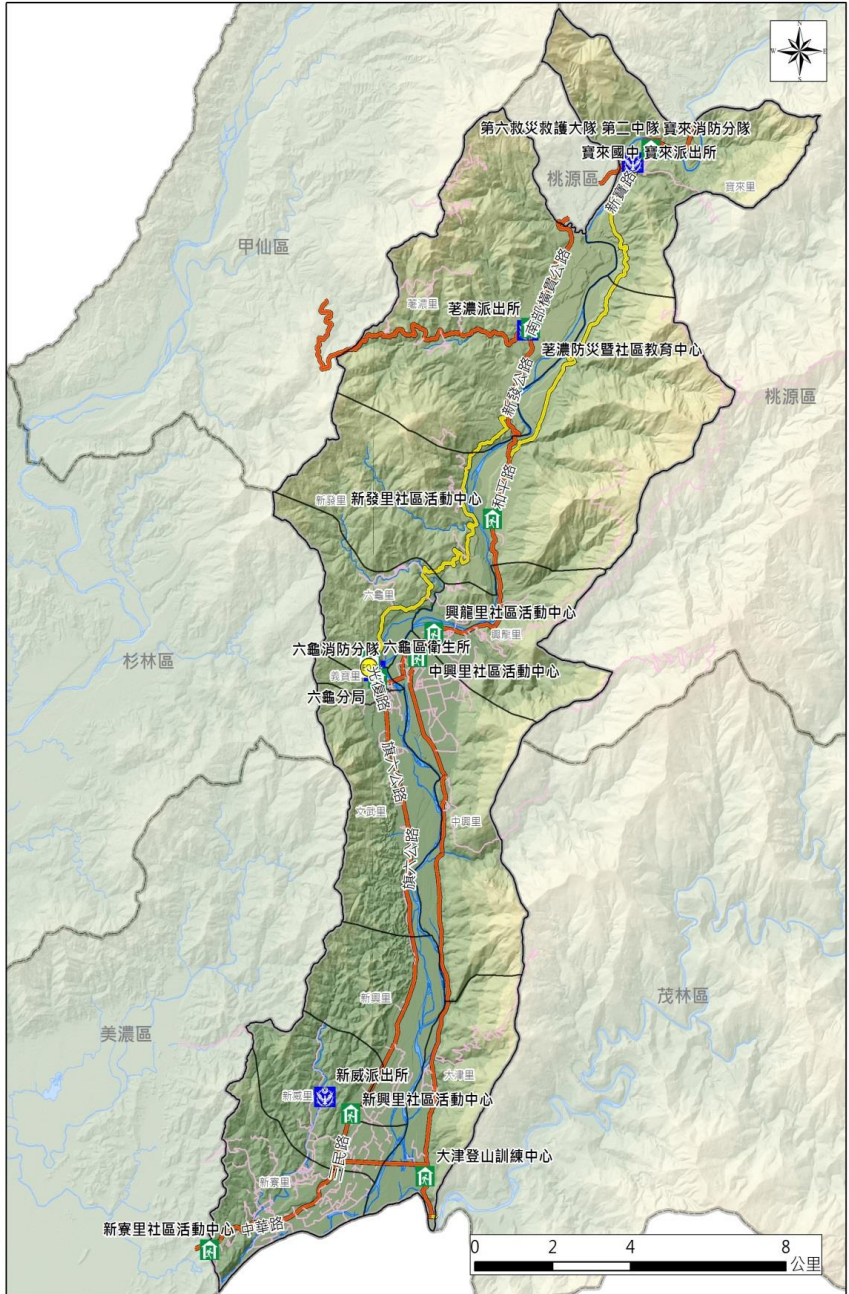 N
W E
S
第六救災救護大隊 第二中隊 寶來消防分隊
寶來國中 寶來派出所
桃源區
寶來里
新寶路
甲仙區
南部橫貫公路
荖濃里
荖濃派出所
荖濃防災暨社區教育中心
新發公路
桃源區
和平路
新發里
新發里社區活動中心
六龜里
興龍里社區活動中心
興龍里
杉林區
六龜消防分隊 六龜區衛生所
中興里社區活動中心
義寶里
光復路
六龜分局
旗六公路
文武里
中興里
旗六公路
新興里
茂林區
美濃區
大津里
新威派出所
新威里
新興里社區活動中心
三民路
大津登山訓練中心
新寮里
新寮里社區活動中心
中華路
0 2 4 8
公里